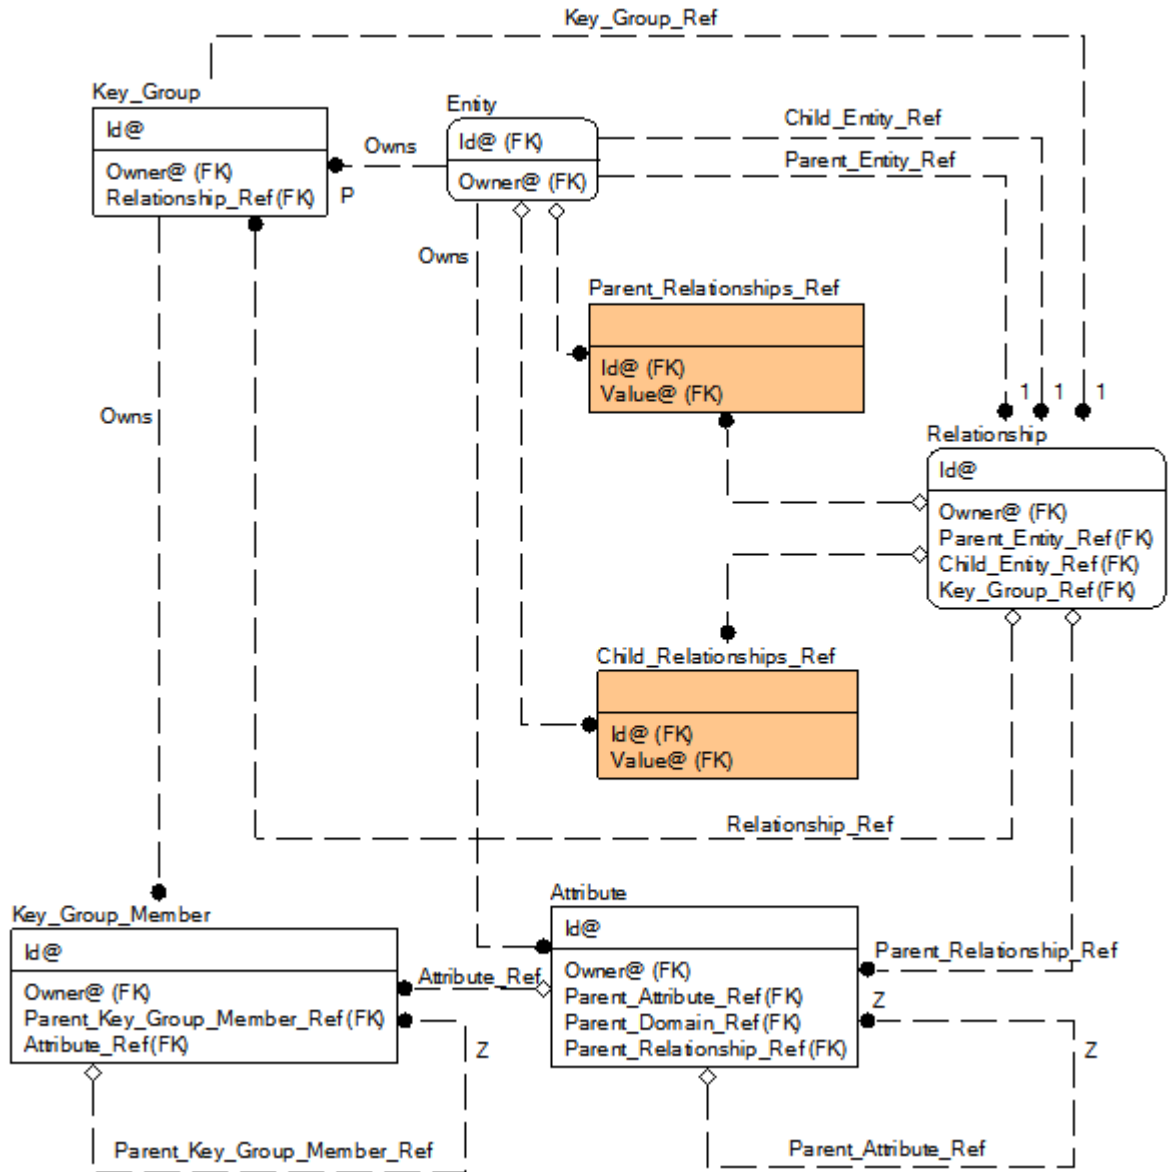 Key_Group_Ref
Key_Group
Id@
Owner@ (FK)
Relationship_Ref(FK)
Owns
P
Entity
Id@ (FK)
Owner@ (FK)
Child_Entity_Ref
Parent_Entity_Ref
Owns
Parent_Relationships_Ref
Id@ (FK)
Value@ (FK)
1
1
1
Relationship
Id@
Owner@ (FK)
Parent_Entity_Ref(FK)
Child_Entity_Ref(FK)
Key_Group_Ref(FK)
Owns
Child_Relationships_Ref
Id@ (FK)
Value@ (FK)
Relationship_Ref
Key_Group_Member
Id@
Owner@ (FK)
Parent_Key_Group_Member_Ref(FK)
Attribute_Ref(FK)
Attribute_Ref
Z
Parent_Key_Group_Member_Ref
Attribute
Id@
Owner@ (FK)
Parent_Attribute_Ref(FK)
Parent_Domain_Ref(FK)
Parent_Relationship_Ref(FK)
Parent_Relationship_Ref
Z
Z
Parent_Attribute_Ref